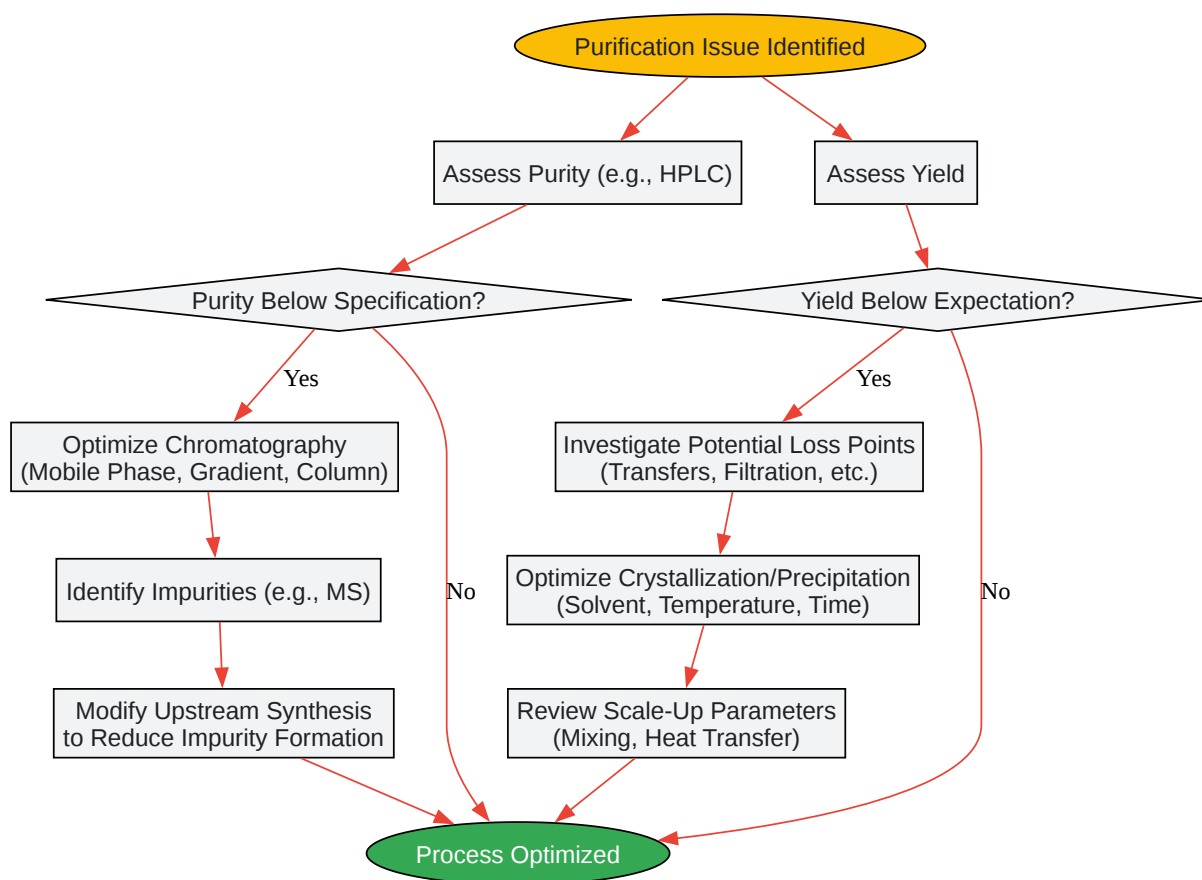 Purification Issue Identified
Assess Purity (e.g., HPLC)
Assess Yield
Purity Below Specification?
Yield Below Expectation?
Yes
Yes
Optimize Chromatography
(Mobile Phase, Gradient, Column)
Investigate Potential Loss Points
(Transfers, Filtration, etc.)
Identify Impurities (e.g., MS)
No
Optimize Crystallization/Precipitation
(Solvent, Temperature, Time)
No
Modify Upstream Synthesis
to Reduce Impurity Formation
Review Scale-Up Parameters
(Mixing, Heat Transfer)
Process Optimized